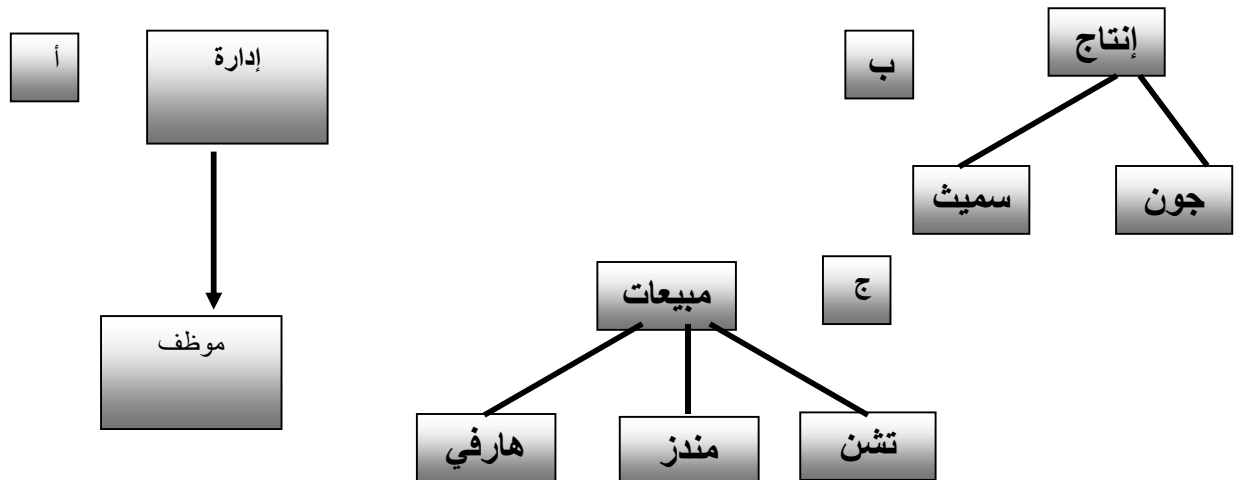 أ
إدارة
موظف
ب
إنتاج
جون
سميث
ج
مبيعات
تشن
مندز
هارفي